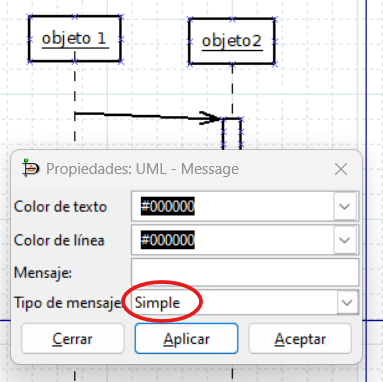 objeto 1
objeto2
Propiedades: UML - Message
Color de texto
#000000
Color de línea
#000000
Mensaje:
Tipo de mensaje:
Simple
Cerrar
Aplicar
Aceptar